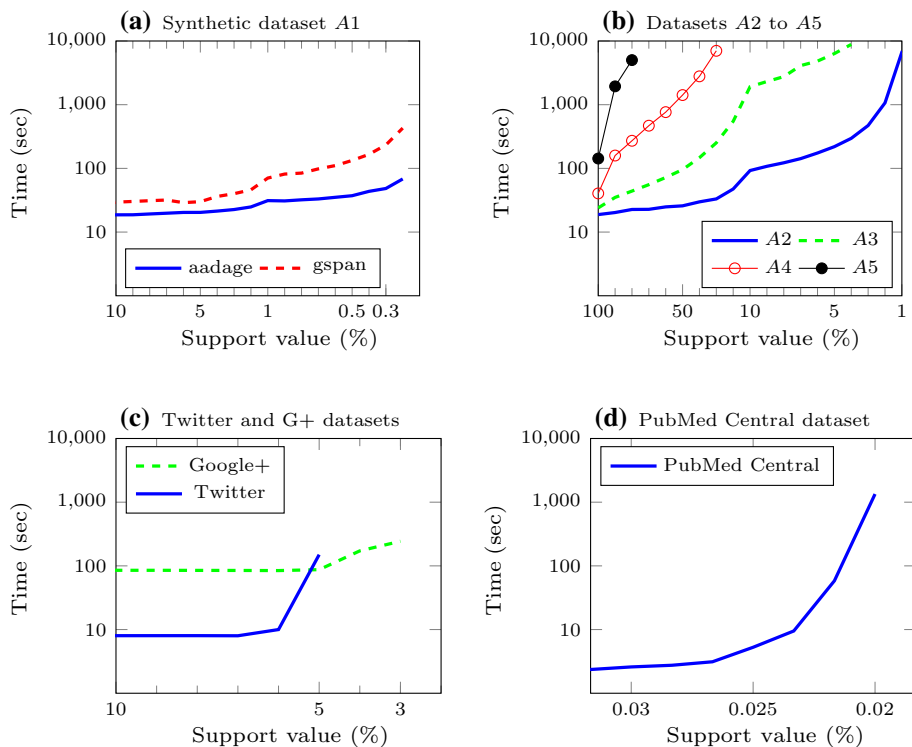 (a) Synthetic dataset A1
10,000
1,000
100
10
Time (sec)
aadage gspan
10 5 1 0.5 0.3
Support value (%)
(b) Datasets A2 to A5
10,000
1,000
100
10
Time (sec)
A2 A3
A4 A5
100 50 10 5 1
Support value (%)
(c) Twitter and G+ datasets
10,000
1,000
100
10
Time (sec)
Google+
Twitter
10 5 3
Support value (%)
(d) PubMed Central dataset
10,000
1,000
100
10
Time (sec)
PubMed Central
0.03 0.025 0.02
Support value (%)